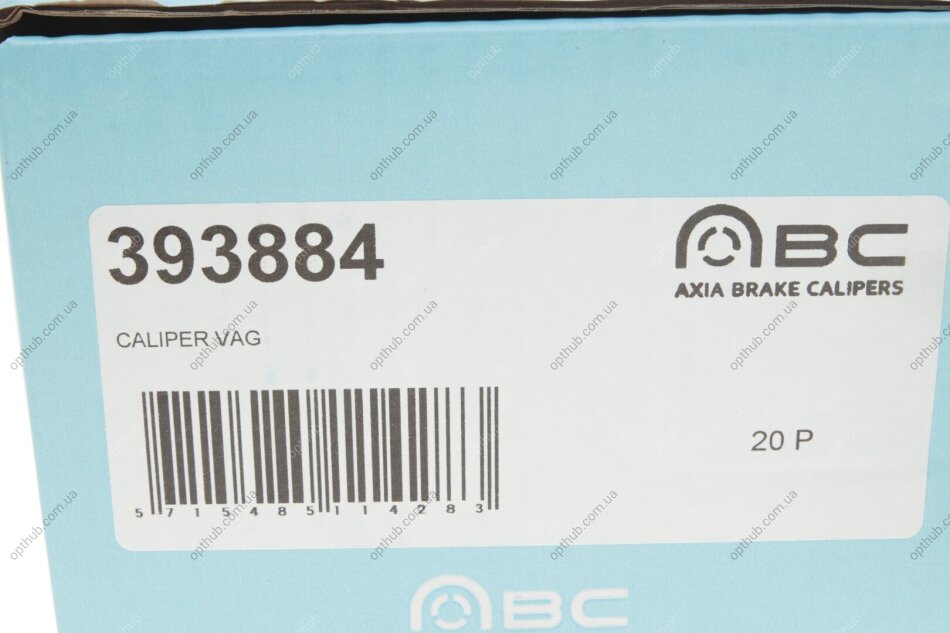 393884
ABC
AXIA BRAKE CALIPERS
CALIPER VAG
20 P
5715485114283
ABC
opthub.com.ua